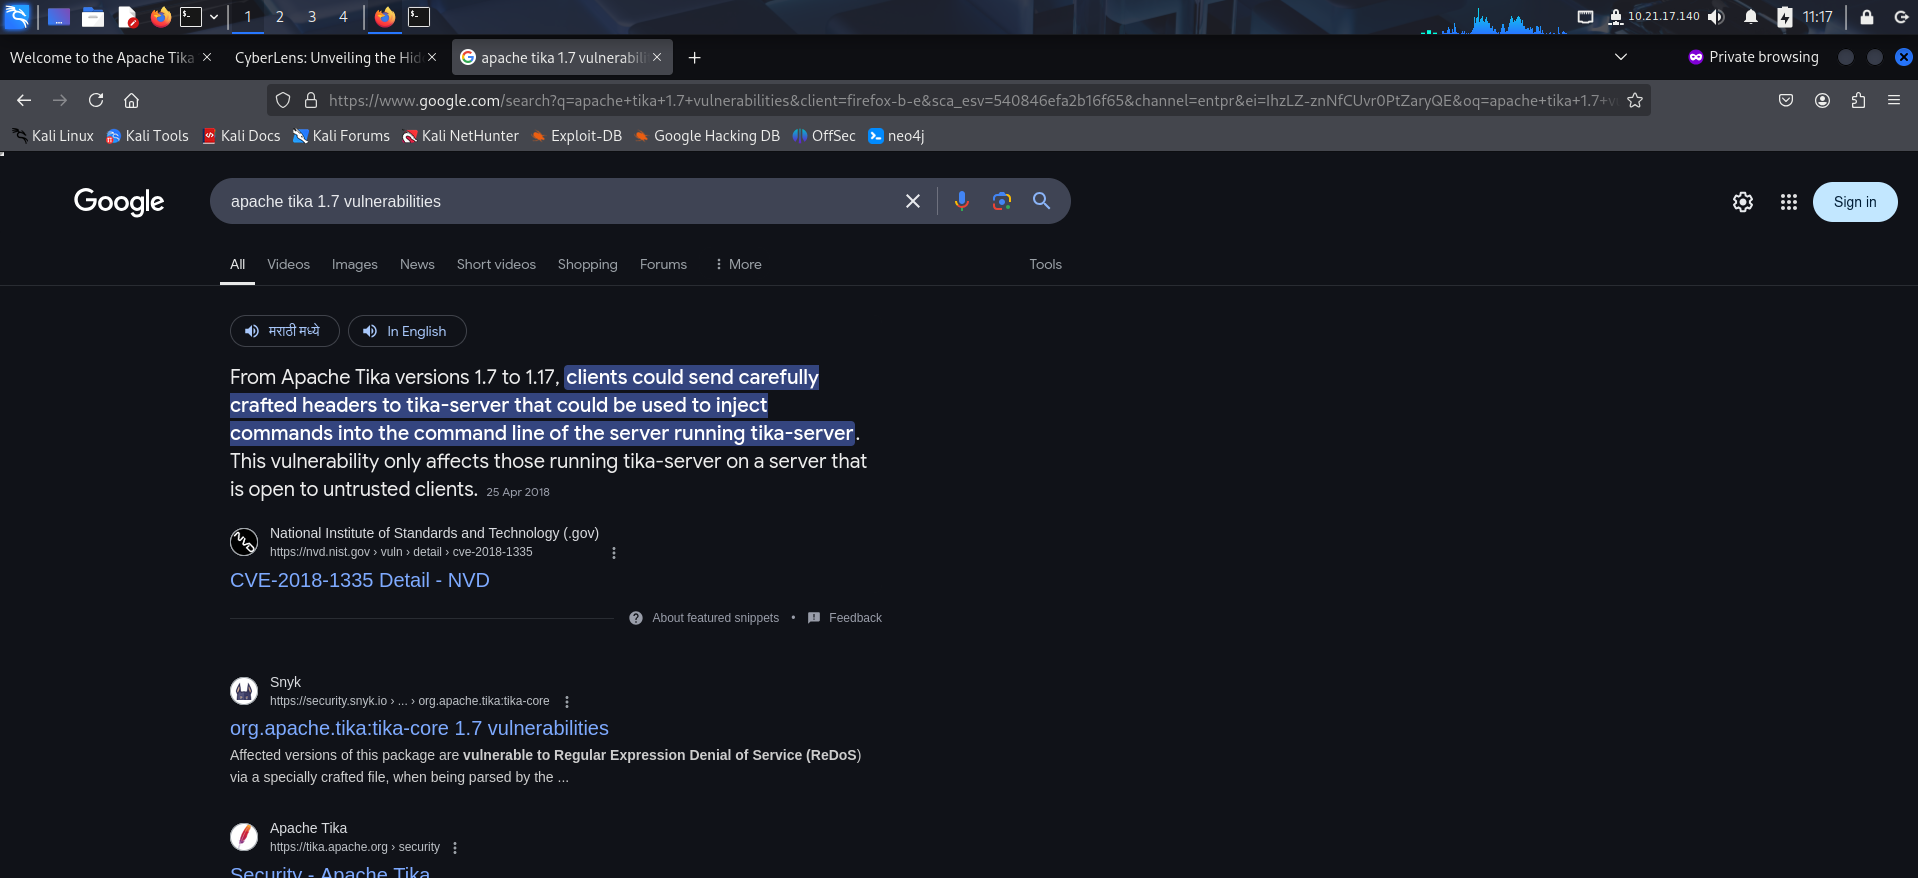 1 2 3 4
10.21.17.140
11:17
Welcome to the Apache Tika
CyberLens: Unveiling the Hid
apache tika 1.7 vulnerabili
Private browsing
https://www.google.com/search?q=apache+tika+1.7+vulnerabilities&client=firefox-b-e&sca_esv=540846efa2b16f65&channel=entpr&ei=IhzLZ-znNfCUvr0PtZaryQE&oq=apache+tika+1.7+v
Kali Linux Kali Tools Kali Docs Kali Forums Kali NetHunter Exploit-DB Google Hacking DB OffSec neo4j
Google
apache tika 1.7 vulnerabilities
Sign in
All Videos Images News Short videos Shopping Forums More Tools
मराठी मध्ये In English
From Apache Tika versions 1.7 to 1.17, clients could send carefully
crafted headers to tika-server that could be used to inject
commands into the command line of the server running tika-server.
This vulnerability only affects those running tika-server on a server that
is open to untrusted clients. 25 Apr 2018
National Institute of Standards and Technology (.gov)
https://nvd.nist.gov › vuln › detail › cve-2018-1335
CVE-2018-1335 Detail - NVD
About featured snippets • Feedback
Snyk
https://security.snyk.io › ... › org.apache.tika:tika-core
org.apache.tika:tika-core 1.7 vulnerabilities
Affected versions of this package are vulnerable to Regular Expression Denial of Service (ReDoS)
via a specially crafted file, when being parsed by the ...
Apache Tika
https://tika.apache.org › security
Security - Apache Tika